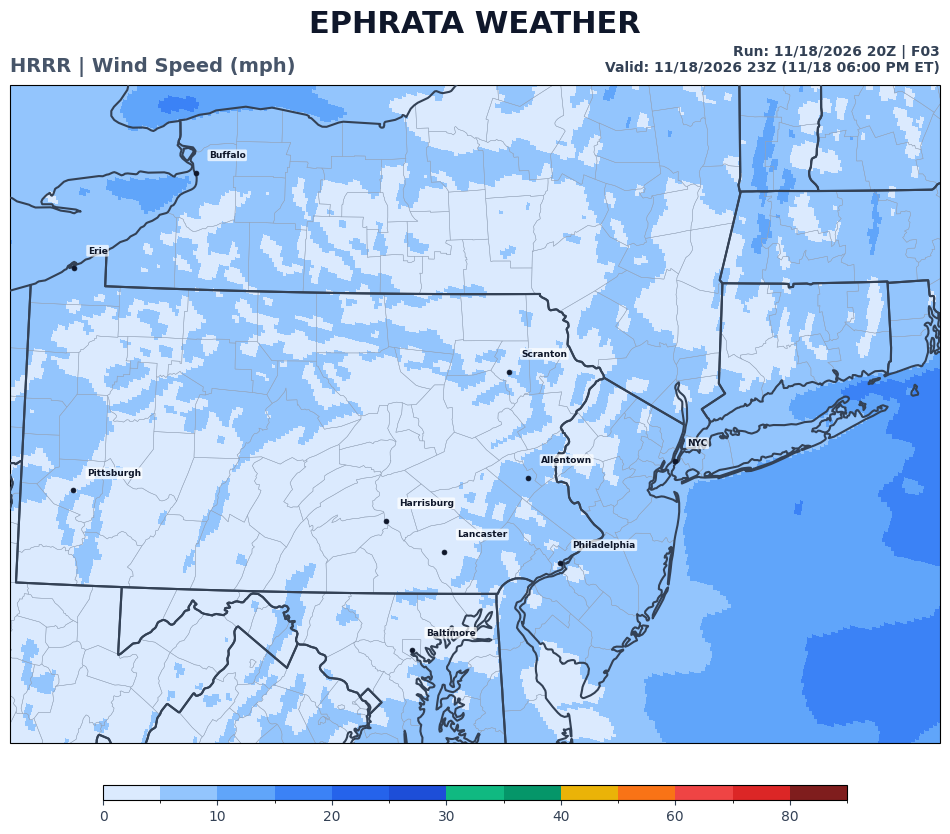 EPHRATA WEATHER
HRRR | Wind Speed (mph)
Run: 11/18/2026 20Z | F03
Valid: 11/18/2026 23Z (11/18 06:00 PM ET)
Buffalo
Erie
Scranton
NYC
Allentown
Pittsburgh
Harrisburg
Lancaster
Philadelphia
Baltimore
0 10 20 30 40 50 60 70 80